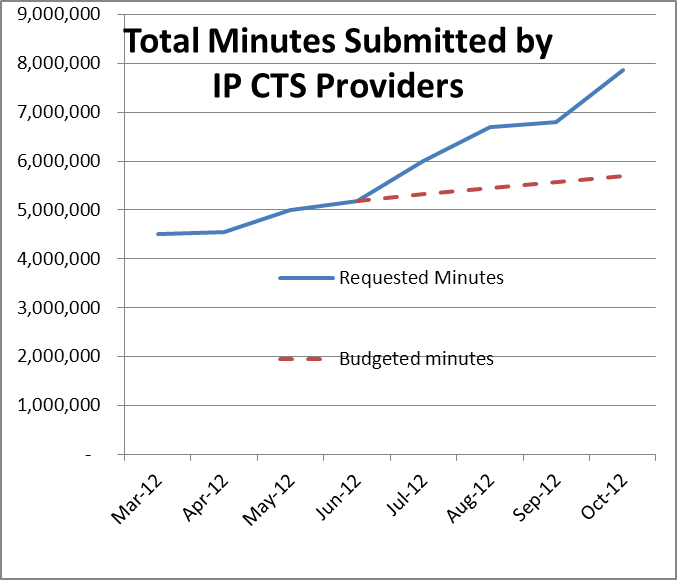 Total Minutes Submitted by
IP CTS Providers
9,000,000
8,000,000
7,000,000
6,000,000
5,000,000
4,000,000
3,000,000
2,000,000
1,000,000
-
Requested Minutes
Budgeted minutes
Mar-12
Apr-12
May-12
Jun-12
Jul-12
Aug-12
Sep-12
Oct-12